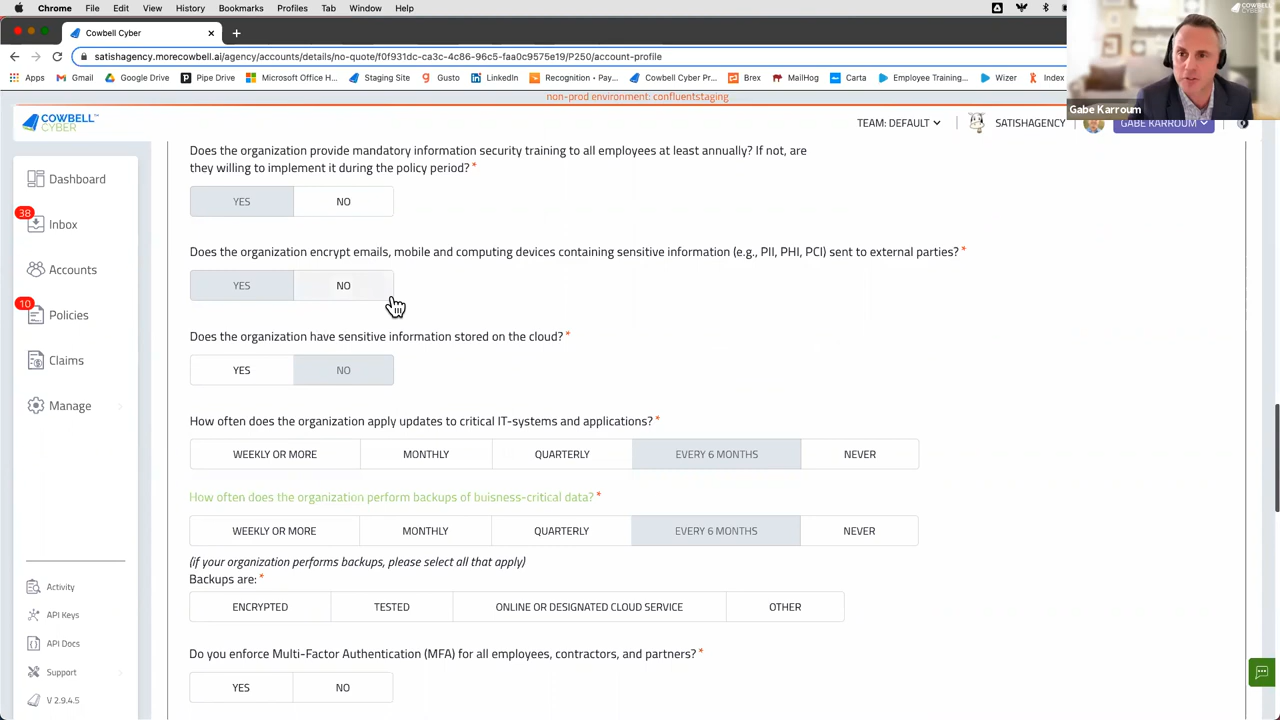 Chrome File Edit View History Bookmarks Profiles Tab Window Help
COWBELL CYBER
Cowbell Cyber
satishagency.morecowbell.ai/agency/accounts/details/no-quote/f0f931dc-ca3c-4c86-96c5-faa0c9575e19/P250/account-profile
Apps Gmail Google Drive Pipe Drive Microsoft Office H... Staging Site Gusto LinkedIn Recognition • Pay... Cowbell Cyber Pr... Brex MailHog Carta Employee Training... Wizer Index
non-prod environment: confluentstaging
Gabe Karroum
COWBELL™ CYBER
TEAM: DEFAULT SATISHAGENCY GABE KARROUM
Dashboard
38
Inbox
Accounts
10
Policies
Claims
Manage
Activity
API Keys
API Docs
Support
V 2.9.4.5
Does the organization provide mandatory information security training to all employees at least annually? If not, are
they willing to implement it during the policy period? *
YES NO
Does the organization encrypt emails, mobile and computing devices containing sensitive information (e.g., PII, PHI, PCI) sent to external parties? *
YES NO
Does the organization have sensitive information stored on the cloud? *
YES NO
How often does the organization apply updates to critical IT-systems and applications? *
WEEKLY OR MORE MONTHLY QUARTERLY EVERY 6 MONTHS NEVER
How often does the organization perform backups of buisness-critical data? *
WEEKLY OR MORE MONTHLY QUARTERLY EVERY 6 MONTHS NEVER
(if your organization performs backups, please select all that apply)
Backups are: *
ENCRYPTED TESTED ONLINE OR DESIGNATED CLOUD SERVICE OTHER
Do you enforce Multi-Factor Authentication (MFA) for all employees, contractors, and partners? *
YES NO